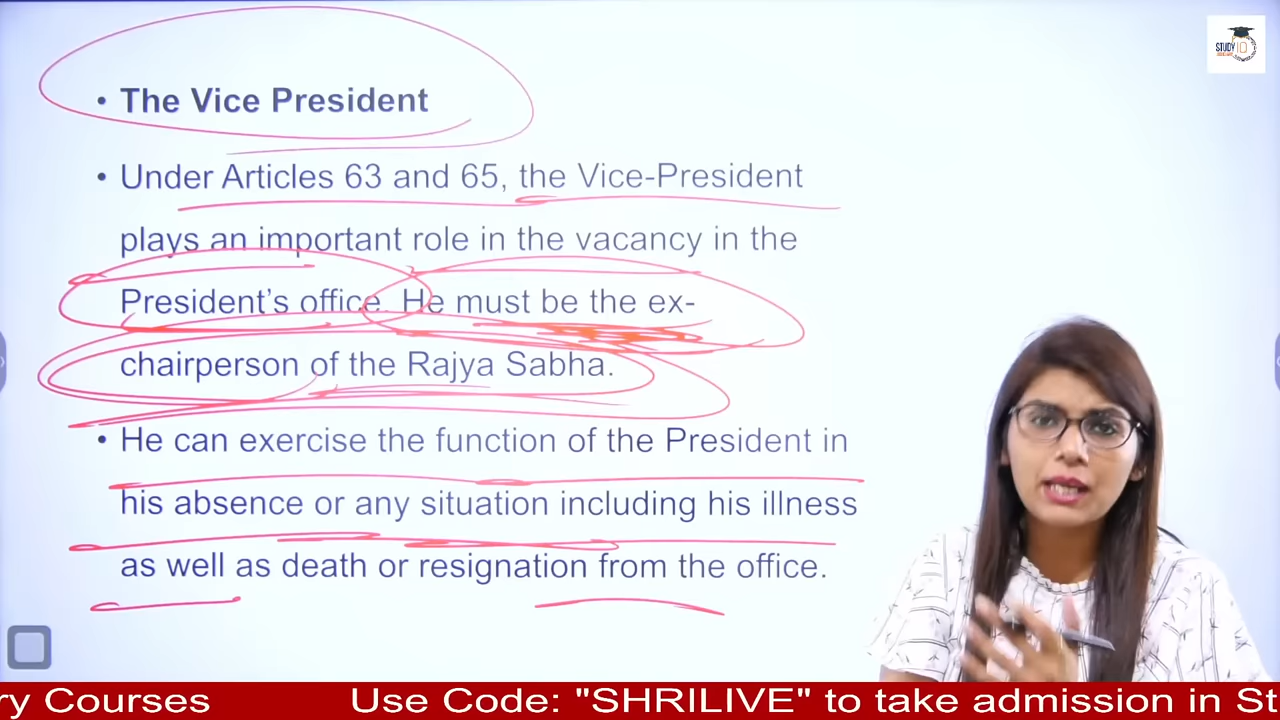 • The Vice President
• Under Articles 63 and 65, the Vice-President
plays an important role in the vacancy in the
President's office. He must be the ex-
chairperson of the Rajya Sabha.
• He can exercise the function of the President in
his absence or any situation including his illness
as well as death or resignation from the office.
STUDY IQ
ry Courses Use Code: "SHRILIVE" to take admission in St